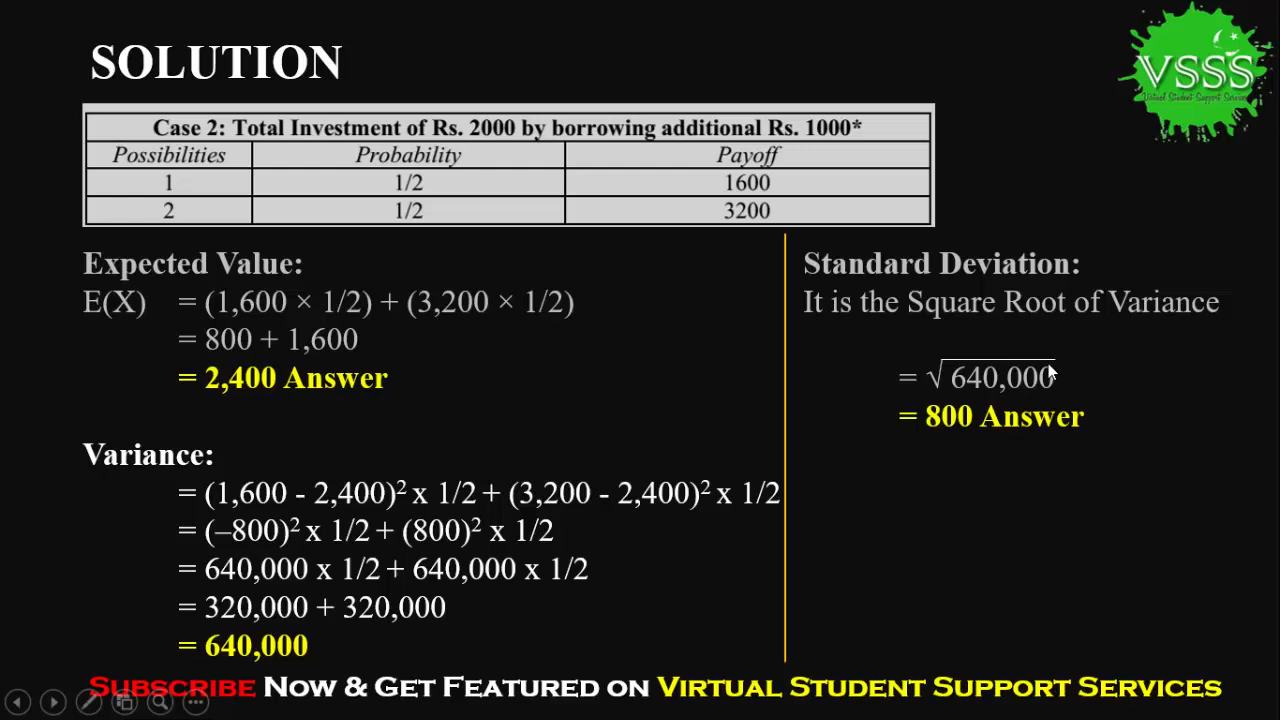 SOLUTION
VSSS
Virtual Student Support Services
Case 2: Total Investment of Rs. 2000 by borrowing additional Rs. 1000*
Possibilities Probability Payoff
1 1/2 1600
2 1/2 3200
Expected Value:
E(X) = (1,600 × 1/2) + (3,200 × 1/2)
= 800 + 1,600
= 2,400 Answer
Variance:
= (1,600 - 2,400)² x 1/2 + (3,200 - 2,400)² x 1/2
= (–800)² x 1/2 + (800)² x 1/2
= 640,000 x 1/2 + 640,000 x 1/2
= 320,000 + 320,000
= 640,000
Standard Deviation:
It is the Square Root of Variance
= √640,000
= 800 Answer
SUBSCRIBE NOW & GET FEATURED ON VIRTUAL STUDENT SUPPORT SERVICES